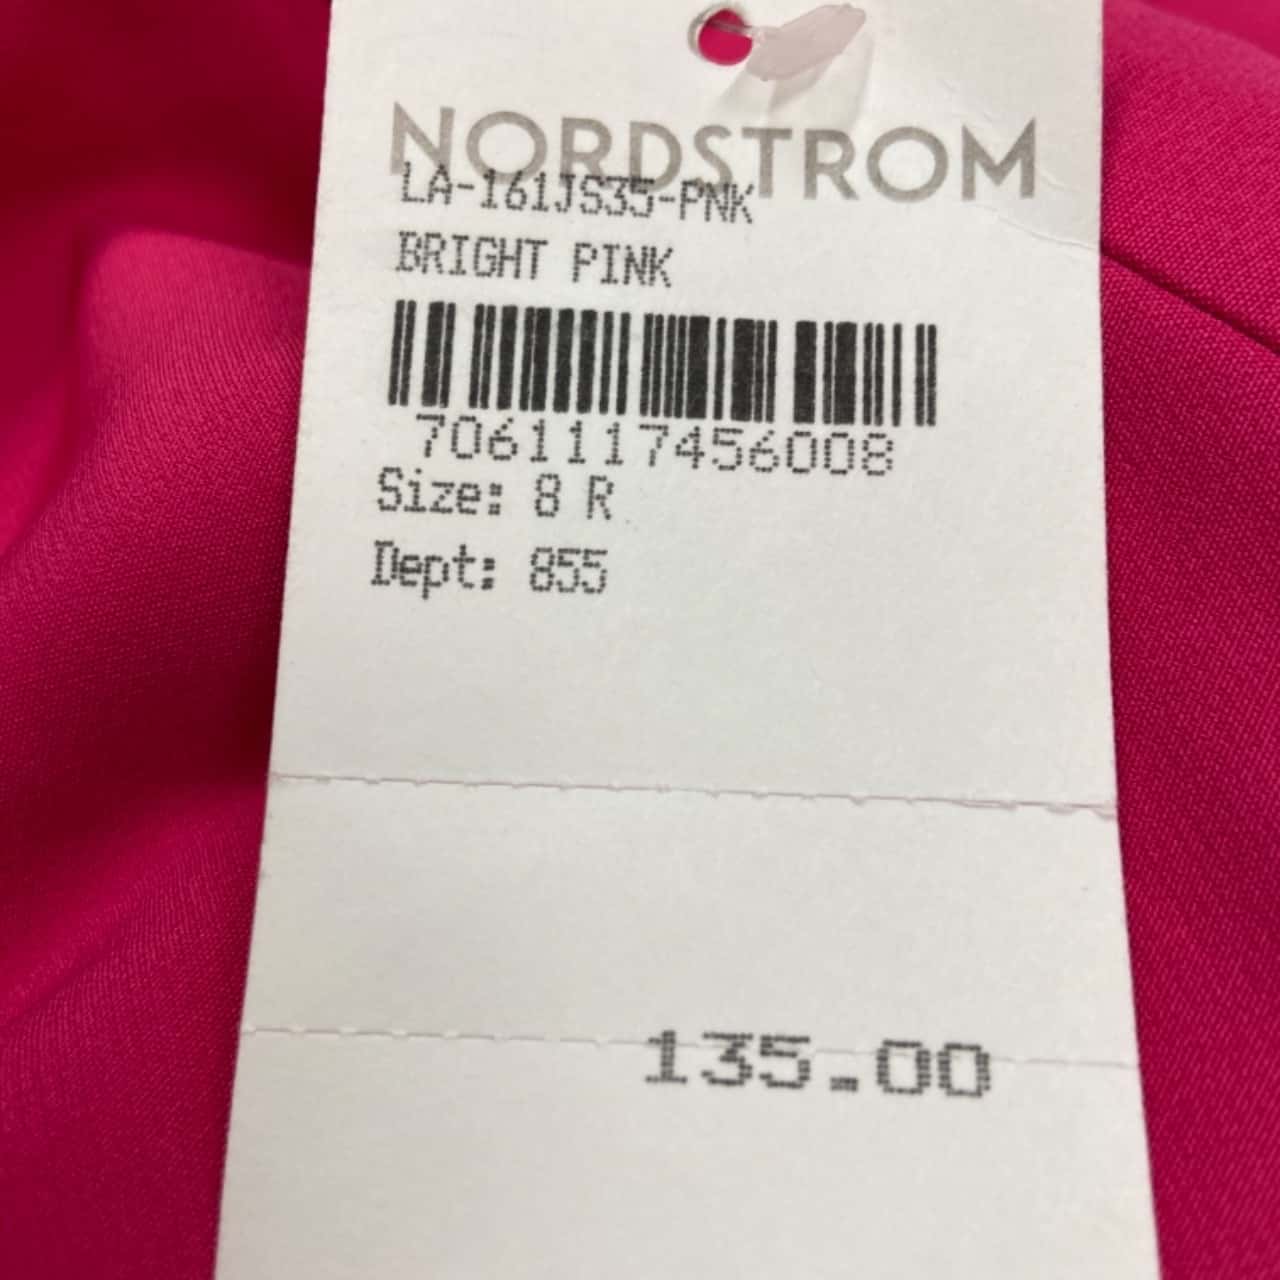 NORDSTROM
LA-161JS35-PNK
BRIGHT PINK
7061117456008
Size: 8 R
Dept: 855
135.00